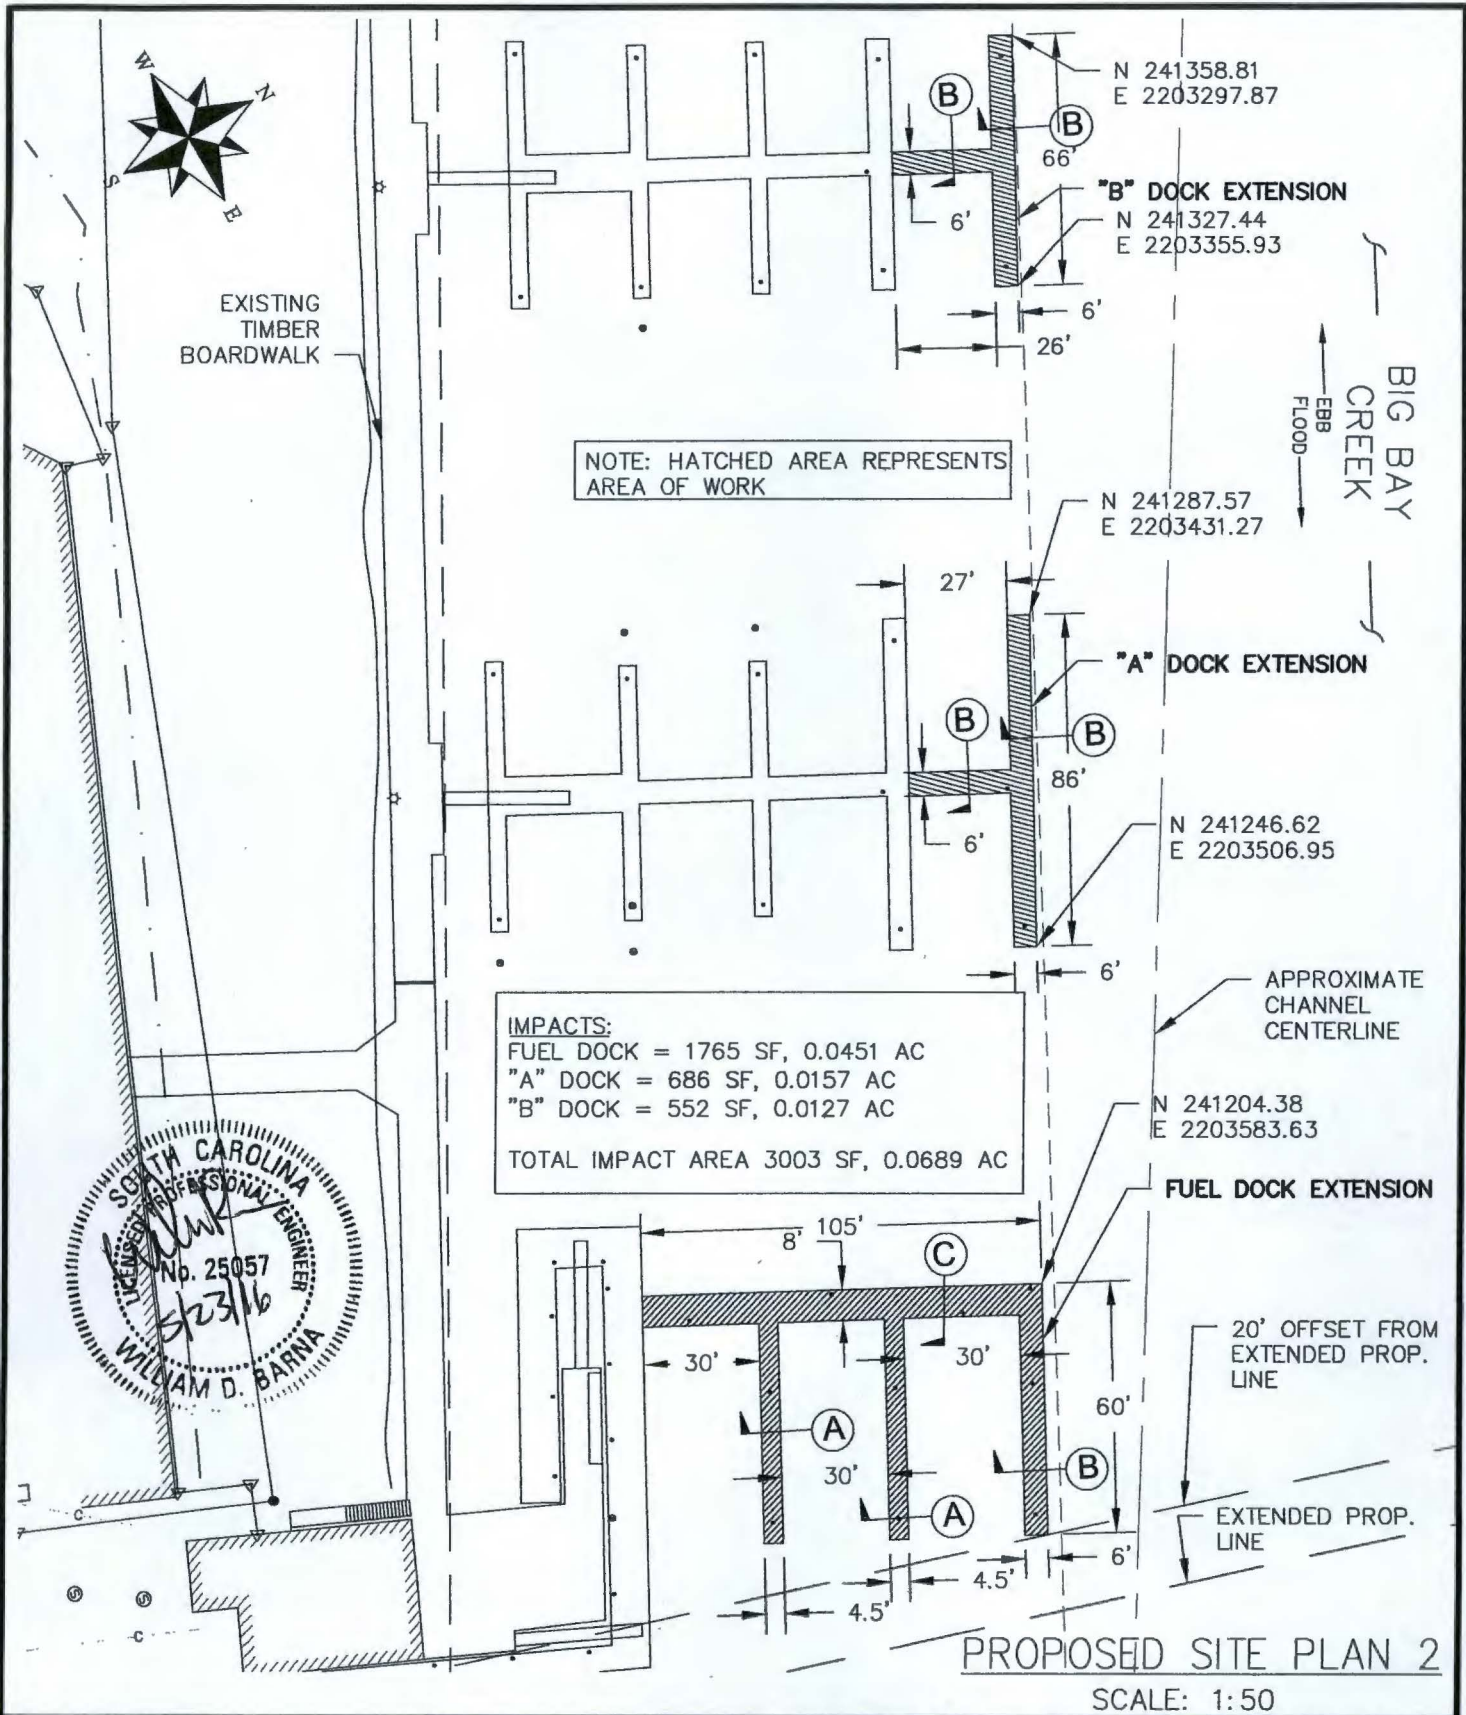 W
N
S
E
N 241358.81
E 2203297.87
B
B
66'
"B" DOCK EXTENSION
N 241327.44
E 2203355.93
6'
6'
26'
EXISTING
TIMBER
BOARDWALK
BIG BAY
CREEK
EBB
FLOOD
NOTE: HATCHED AREA REPRESENTS
AREA OF WORK
N 241287.57
E 2203431.27
27'
"A" DOCK EXTENSION
B
B
86'
6'
N 241246.62
E 2203506.95
6'
APPROXIMATE
CHANNEL
CENTERLINE
IMPACTS:
FUEL DOCK = 1765 SF, 0.0451 AC
"A" DOCK = 686 SF, 0.0157 AC
"B" DOCK = 552 SF, 0.0127 AC
TOTAL IMPACT AREA 3003 SF, 0.0689 AC
N 241204.38
E 2203583.63
FUEL DOCK EXTENSION
SOUTH CAROLINA
LICENSED PROFESSIONAL ENGINEER
No. 25057
5/23/16
WILLIAM D. BARNA
105'
8'
C
30'
30'
20' OFFSET FROM
EXTENDED PROP.
LINE
60'
A
30'
B
A
EXTENDED PROP.
LINE
6'
4.5'
4.5'
C
S
S
C
PROPOSED SITE PLAN 2
SCALE: 1:50